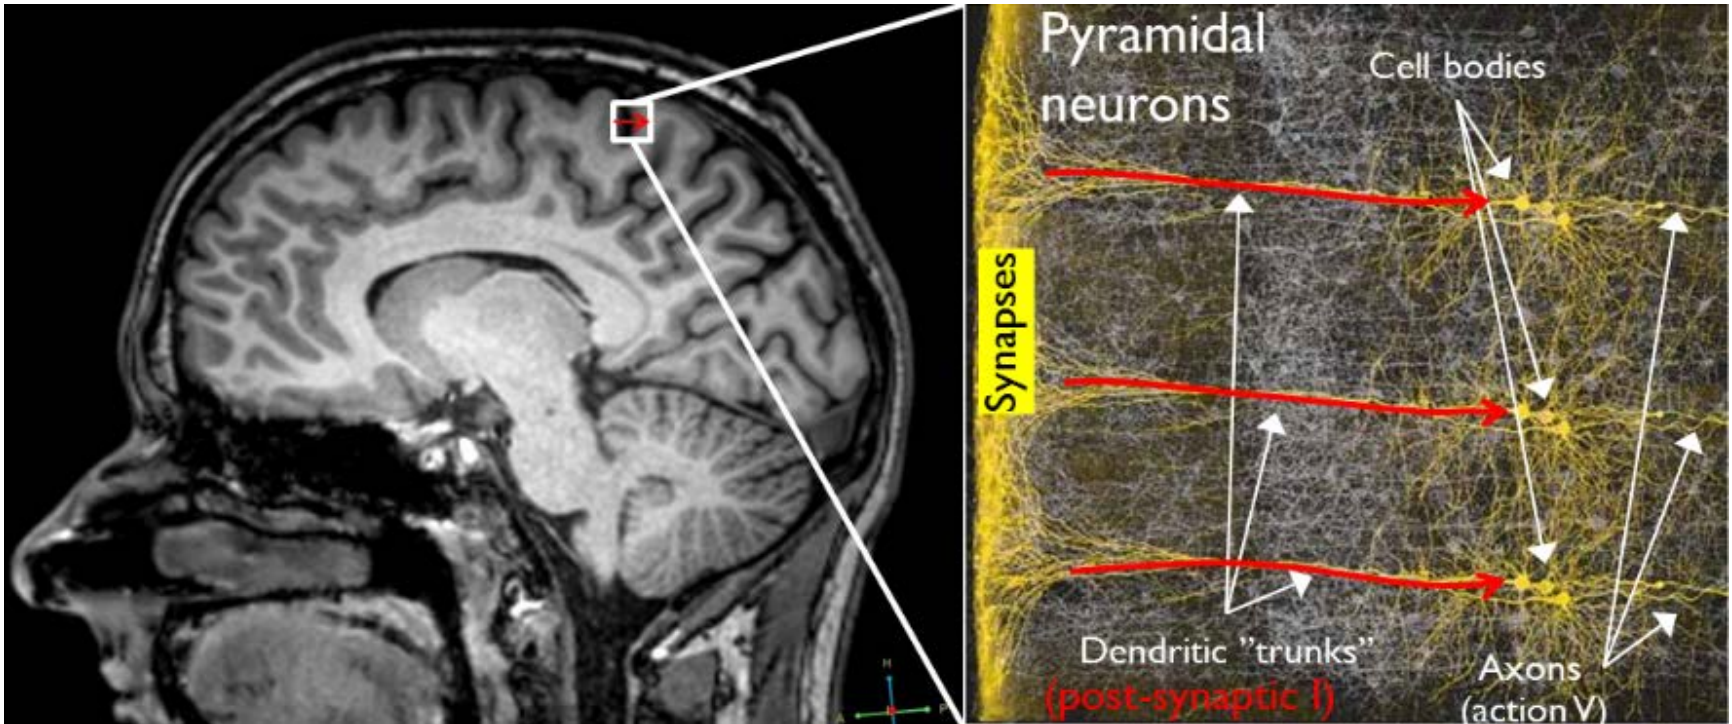 Pyramidal
neurons
Cell bodies
Synapses
Dendritic "trunks"
(post-synaptic I)
Axons
(action V)
H
A
P